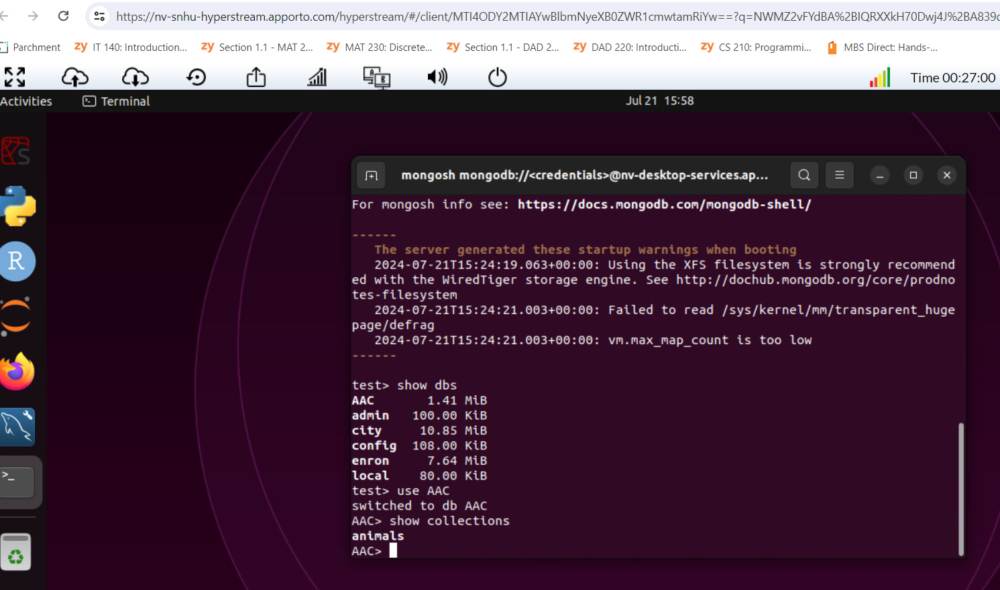 https://nv-snhu-hyperstream.apporto.com/hyperstream/#/client/MTI4ODY2MTIAYwBlbmNyeXB0ZWR1cmwtamRiYw==?q=NWMZ2vFYdBA%2BIQRXXkH70Dwj4J%2BA839
Parchment zy IT 140: Introduction... zy Section 1.1 - MAT 2... zy MAT 230: Discrete... zy Section 1.1 - DAD 2... zy DAD 220: Introducti... zy CS 210: Programmi... MBS Direct: Hands-...
A B Time 00:27:00
Activities Terminal Jul 21 15:58
mongosh mongodb://<credentials>@nv-desktop-services.ap...
For mongosh info see: https://docs.mongodb.com/mongodb-shell/
------
The server generated these startup warnings when booting
2024-07-21T15:24:19.063+00:00: Using the XFS filesystem is strongly recommend
ed with the WiredTiger storage engine. See http://dochub.mongodb.org/core/prodno
tes-filesystem
2024-07-21T15:24:21.003+00:00: Failed to read /sys/kernel/mm/transparent_huge
page/defrag
2024-07-21T15:24:21.003+00:00: vm.max_map_count is too low
------
test> show dbs
AAC 1.41 MiB
admin 100.00 KiB
city 10.85 MiB
config 108.00 KiB
enron 7.64 MiB
local 80.00 KiB
test> use AAC
switched to db AAC
AAC> show collections
animals
AAC>
S
R
>_